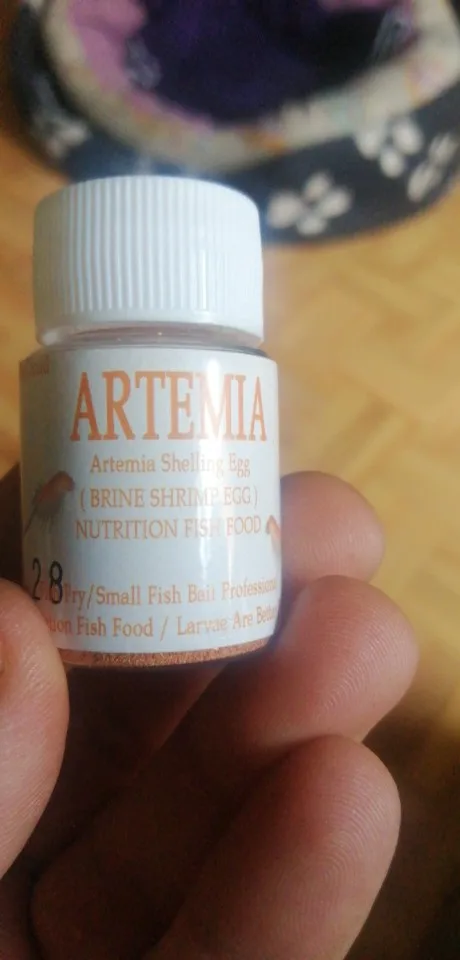 ARTEMIA
Artemia Shelling Egg
( BRINE SHRIMP EGG )
NUTRITION FISH FOOD
28
Fry/Small Fish Bait Professional
Fish Food / Larvae Are